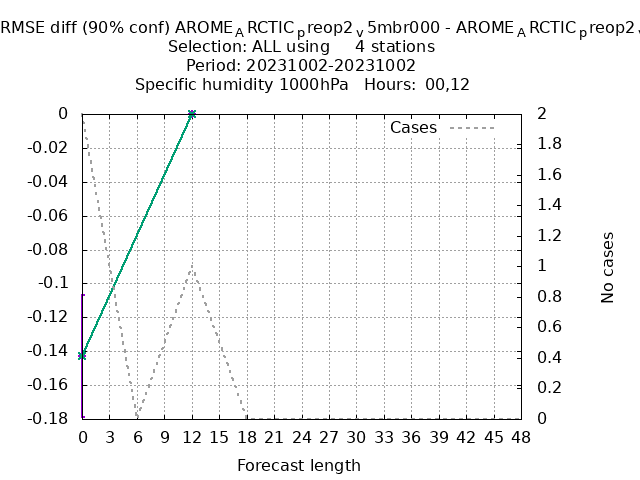 RMSE diff (90% conf) AROME_ARCTIC_preop2_v5mbr000 - AROME_ARCTIC_preop2
Selection: ALL using 4 stations
Period: 20231002-20231002
Specific humidity 1000hPa Hours: 00,12
Cases
0
-0.02
-0.04
-0.06
-0.08
-0.1
-0.12
-0.14
-0.16
-0.18
2
1.8
1.6
1.4
1.2
1
0.8
0.6
0.4
0.2
0
No cases
0 3 6 9 12 15 18 21 24 27 30 33 36 39 42 45 48
Forecast length